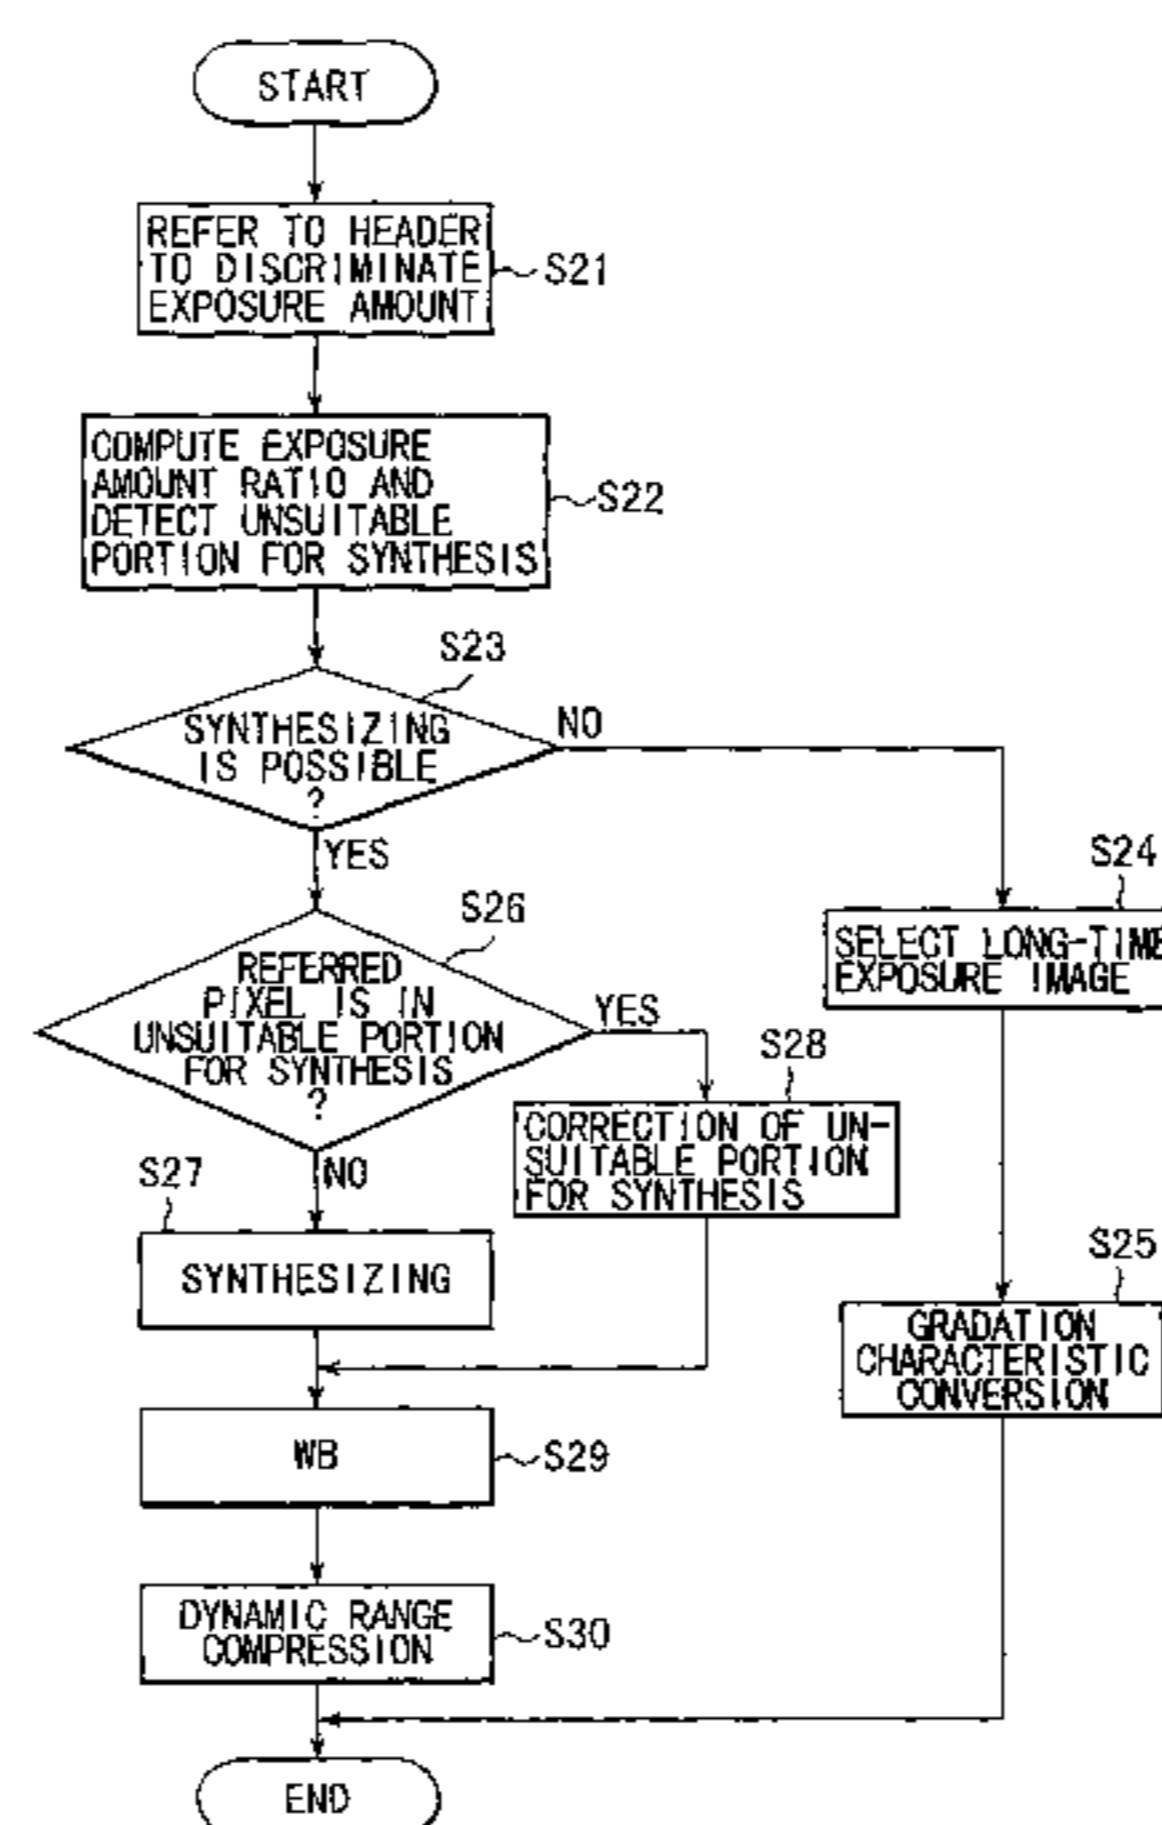 START
REFER TO HEADER
TO DISCRIMINATE
EXPOSURE AMOUNT
S21
COMPUTE EXPOSURE
AMOUNT RATIO AND
DETECT UNSUITABLE
PORTION FOR SYNTHESIS
S22
S23
SYNTHESIZING
IS POSSIBLE
?
NO
YES
S24
SELECT LONG-TIME
EXPOSURE IMAGE
S26
REFERRED
PIXEL IS IN
UNSUITABLE PORTION
FOR SYNTHESIS
?
YES
NO
S28
CORRECTION OF UN-
SUITABLE PORTION
FOR SYNTHESIS
S27
SYNTHESIZING
S25
GRADATION
CHARACTERISTIC
CONVERSION
WB
S29
DYNAMIC RANGE
COMPRESSION
S30
END